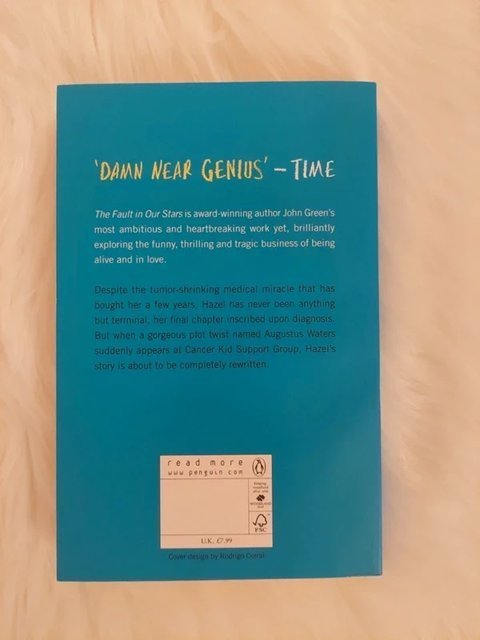 'DAMN NEAR GENIUS' – TIME
The Fault in Our Stars is award-winning author John Green's
most ambitious and heartbreaking work yet, brilliantly
exploring the funny, thrilling and tragic business of being
alive and in love.
Despite the tumor-shrinking medical miracle that has
bought her a few years, Hazel has never been anything
but terminal, her final chapter inscribed upon diagnosis.
But when a gorgeous plot twist named Augustus Waters
suddenly appears at Cancer Kid Support Group, Hazel's
story is about to be completely rewritten.
read more
www.penguin.com
FSC
U.K. £7.99
Cover design by Rodrigo Corral